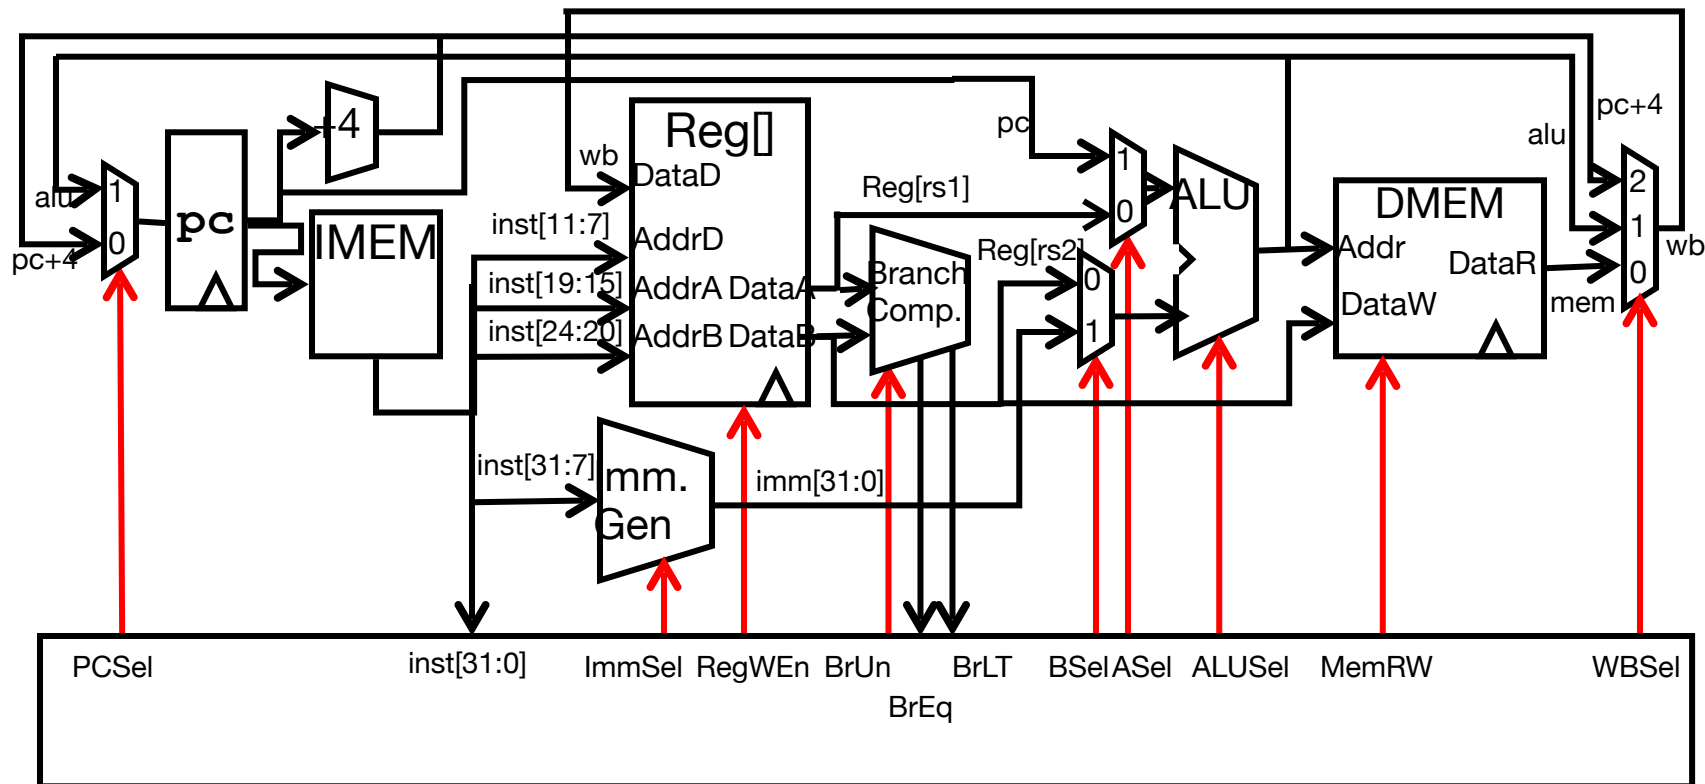 pc+4
alu
+4
Reg[]
pc
wb
DataD
1
2
alu
1
Reg[rs1]
ALU
DMEM
1
pc
IMEM
inst[11:7]
AddrD
0
0
Reg[rs2]
Addr
wb
pc+4
inst[19:15]
AddrA
DataA
Branch
Comp.
0
DataR
0
DataW
mem
inst[24:20]
AddrB
DataB
1
inst[31:7]
mm.
Gen
imm[31:0]
PCSel
inst[31:0]
ImmSel
RegWEn
BrUn
BrLT
BSel
ASel
ALUSel
MemRW
WBSel
BrEq